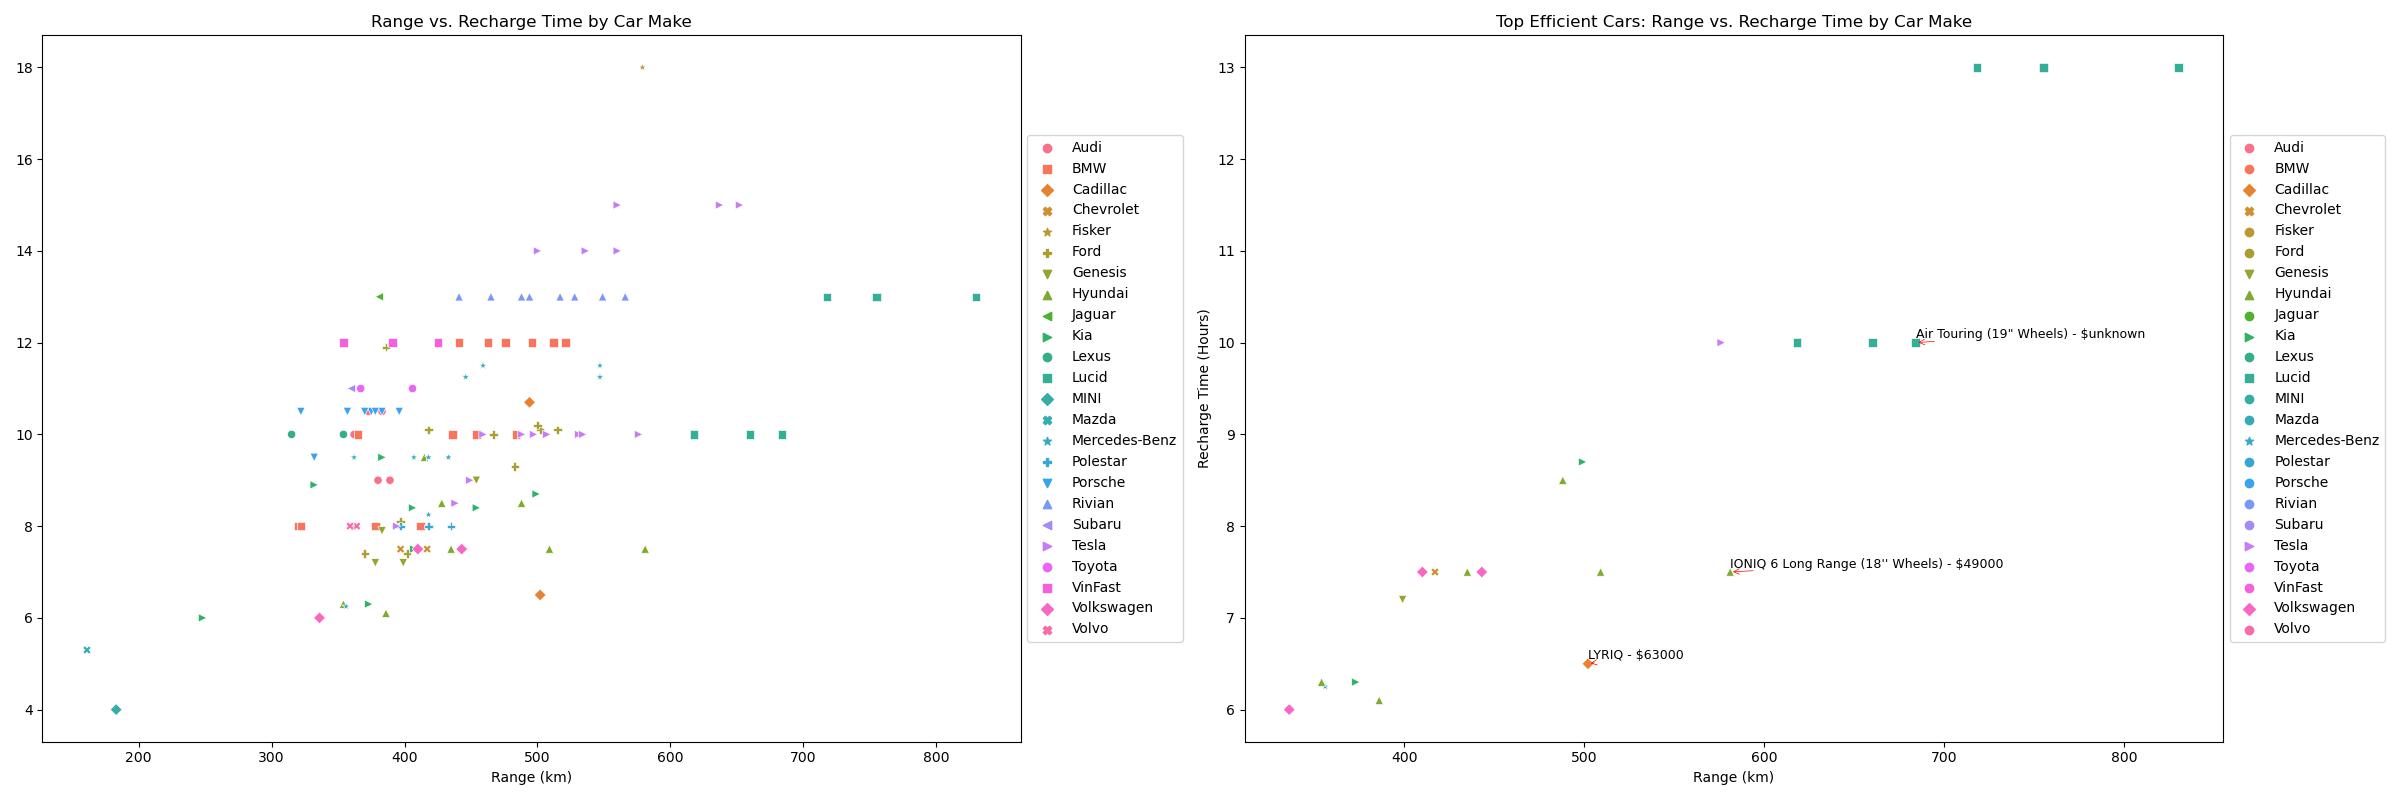 Range vs. Recharge Time by Car Make
18
16
14
12
10
8
6
4
200 300 400 500 600 700 800
Range (km)
Audi
BMW
Cadillac
Chevrolet
Fisker
Ford
Genesis
Hyundai
Jaguar
Kia
Lexus
Lucid
MINI
Mazda
Mercedes-Benz
Polestar
Porsche
Rivian
Subaru
Tesla
Toyota
VinFast
Volkswagen
Volvo
Top Efficient Cars: Range vs. Recharge Time by Car Make
Recharge Time (Hours)
13
12
11
10
9
8
7
6
Air Touring (19" Wheels) - $unknown
IONIQ 6 Long Range (18'' Wheels) - $49000
LYRIQ - $63000
400 500 600 700 800
Range (km)
Audi
BMW
Cadillac
Chevrolet
Fisker
Ford
Genesis
Hyundai
Jaguar
Kia
Lexus
Lucid
MINI
Mazda
Mercedes-Benz
Polestar
Porsche
Rivian
Subaru
Tesla
Toyota
VinFast
Volkswagen
Volvo